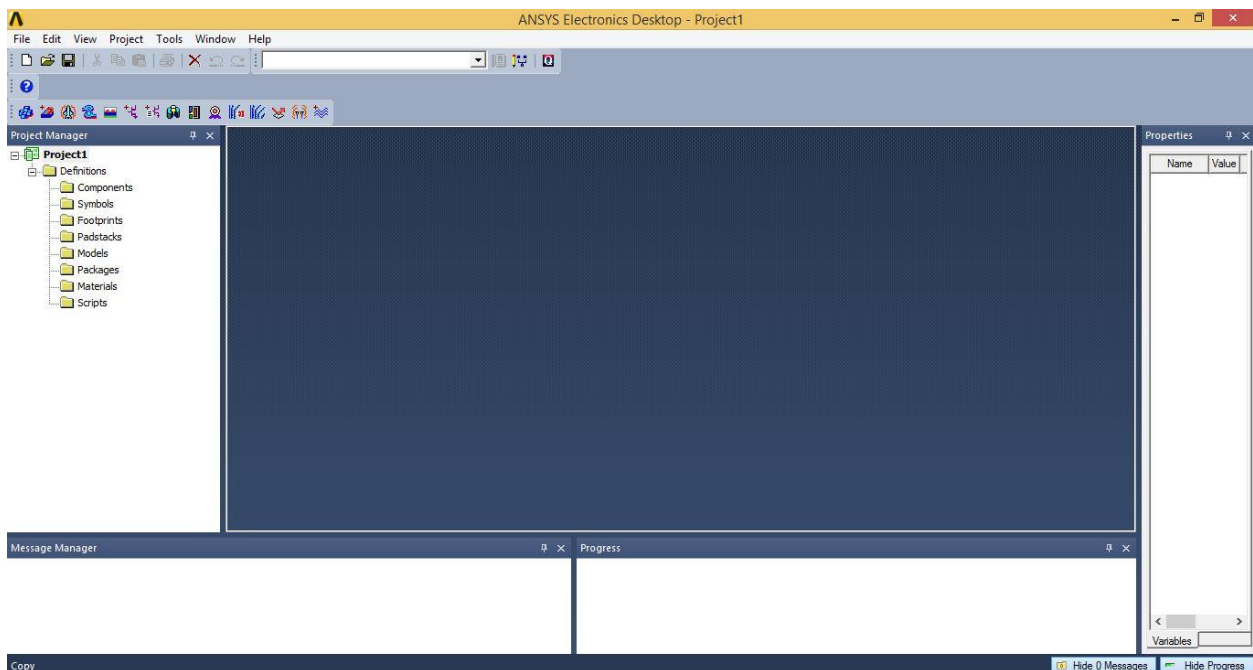 ANSYS Electronics Desktop - Project1
File Edit View Project Tools Window Help
Project Manager
Project1
Definitions
Components
Symbols
Footprints
Padstacks
Models
Packages
Materials
Scripts
Properties
Name Value
Variables
Message Manager
Progress
Copy
Hide 0 Messages
Hide Progress